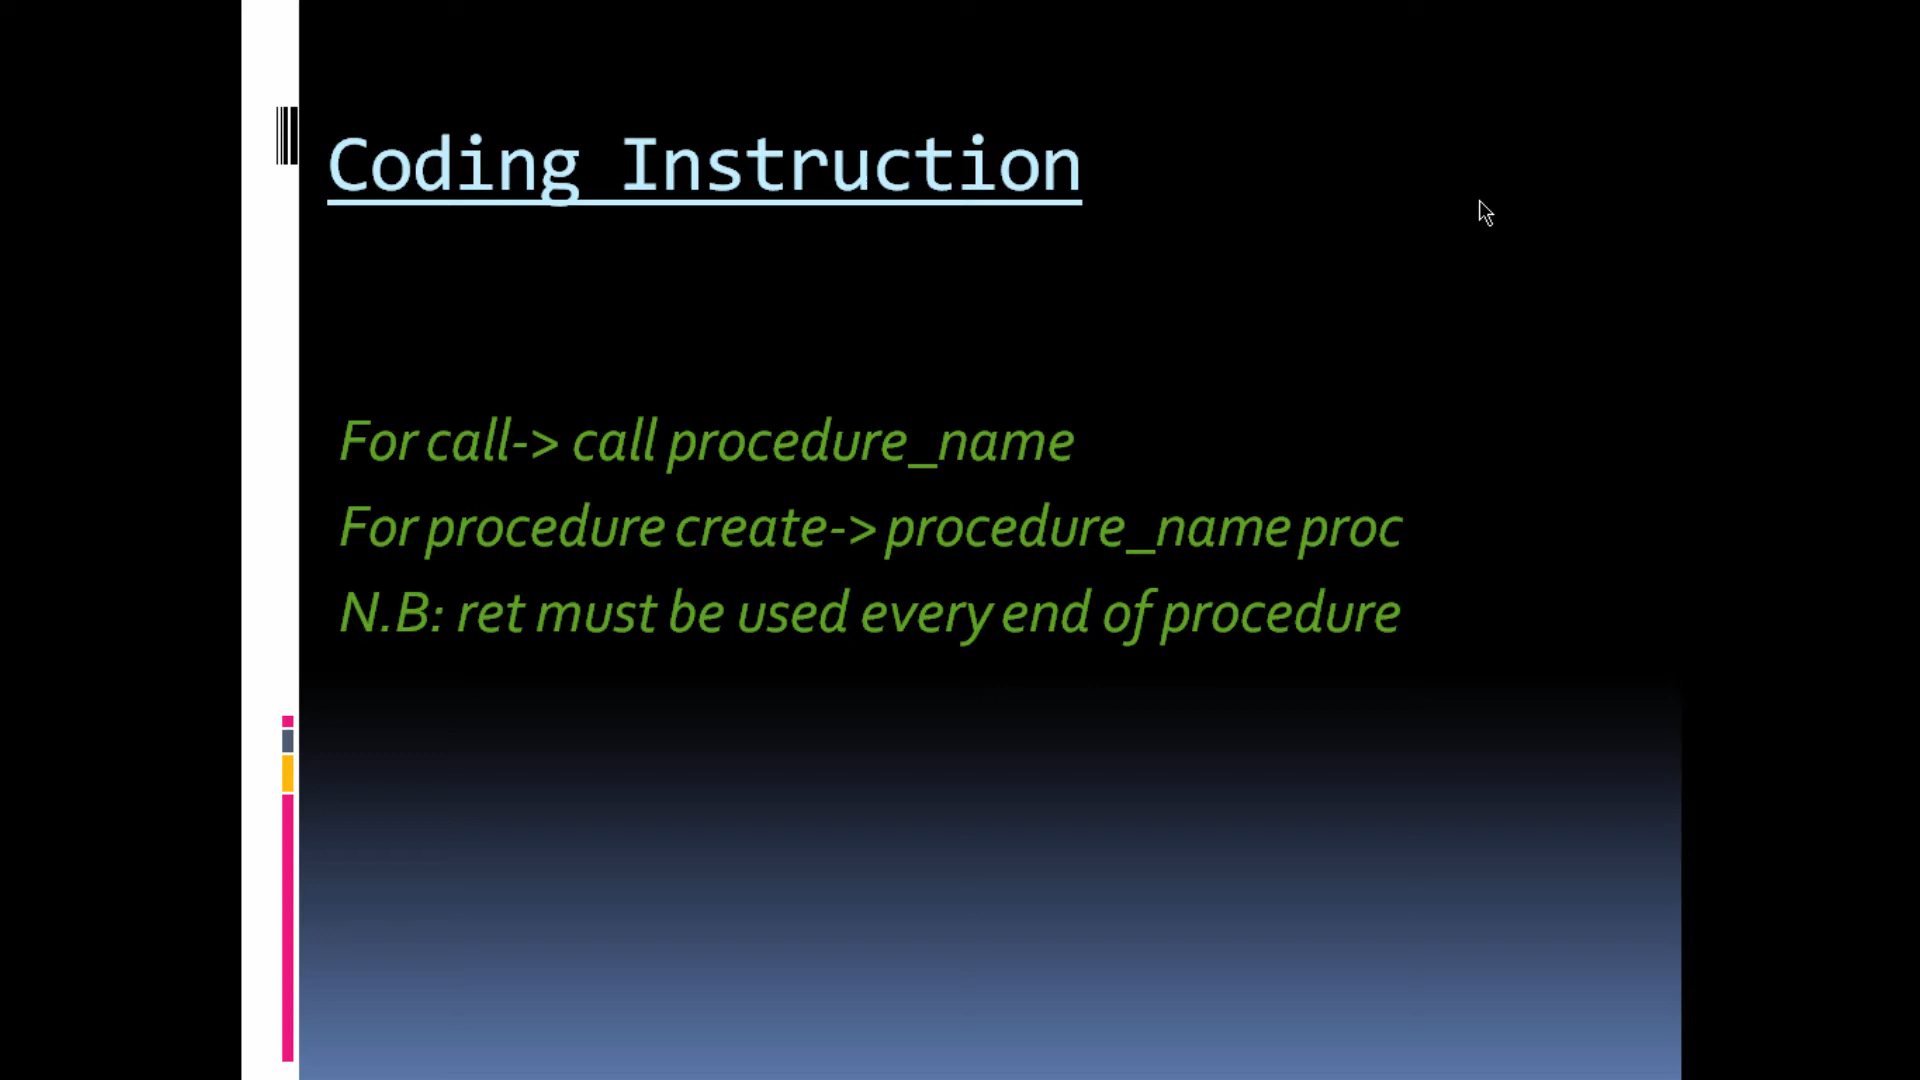 Coding Instruction
For call-> call procedure_name
For procedure create-> procedure_name proc
N.B: ret must be used every end of procedure